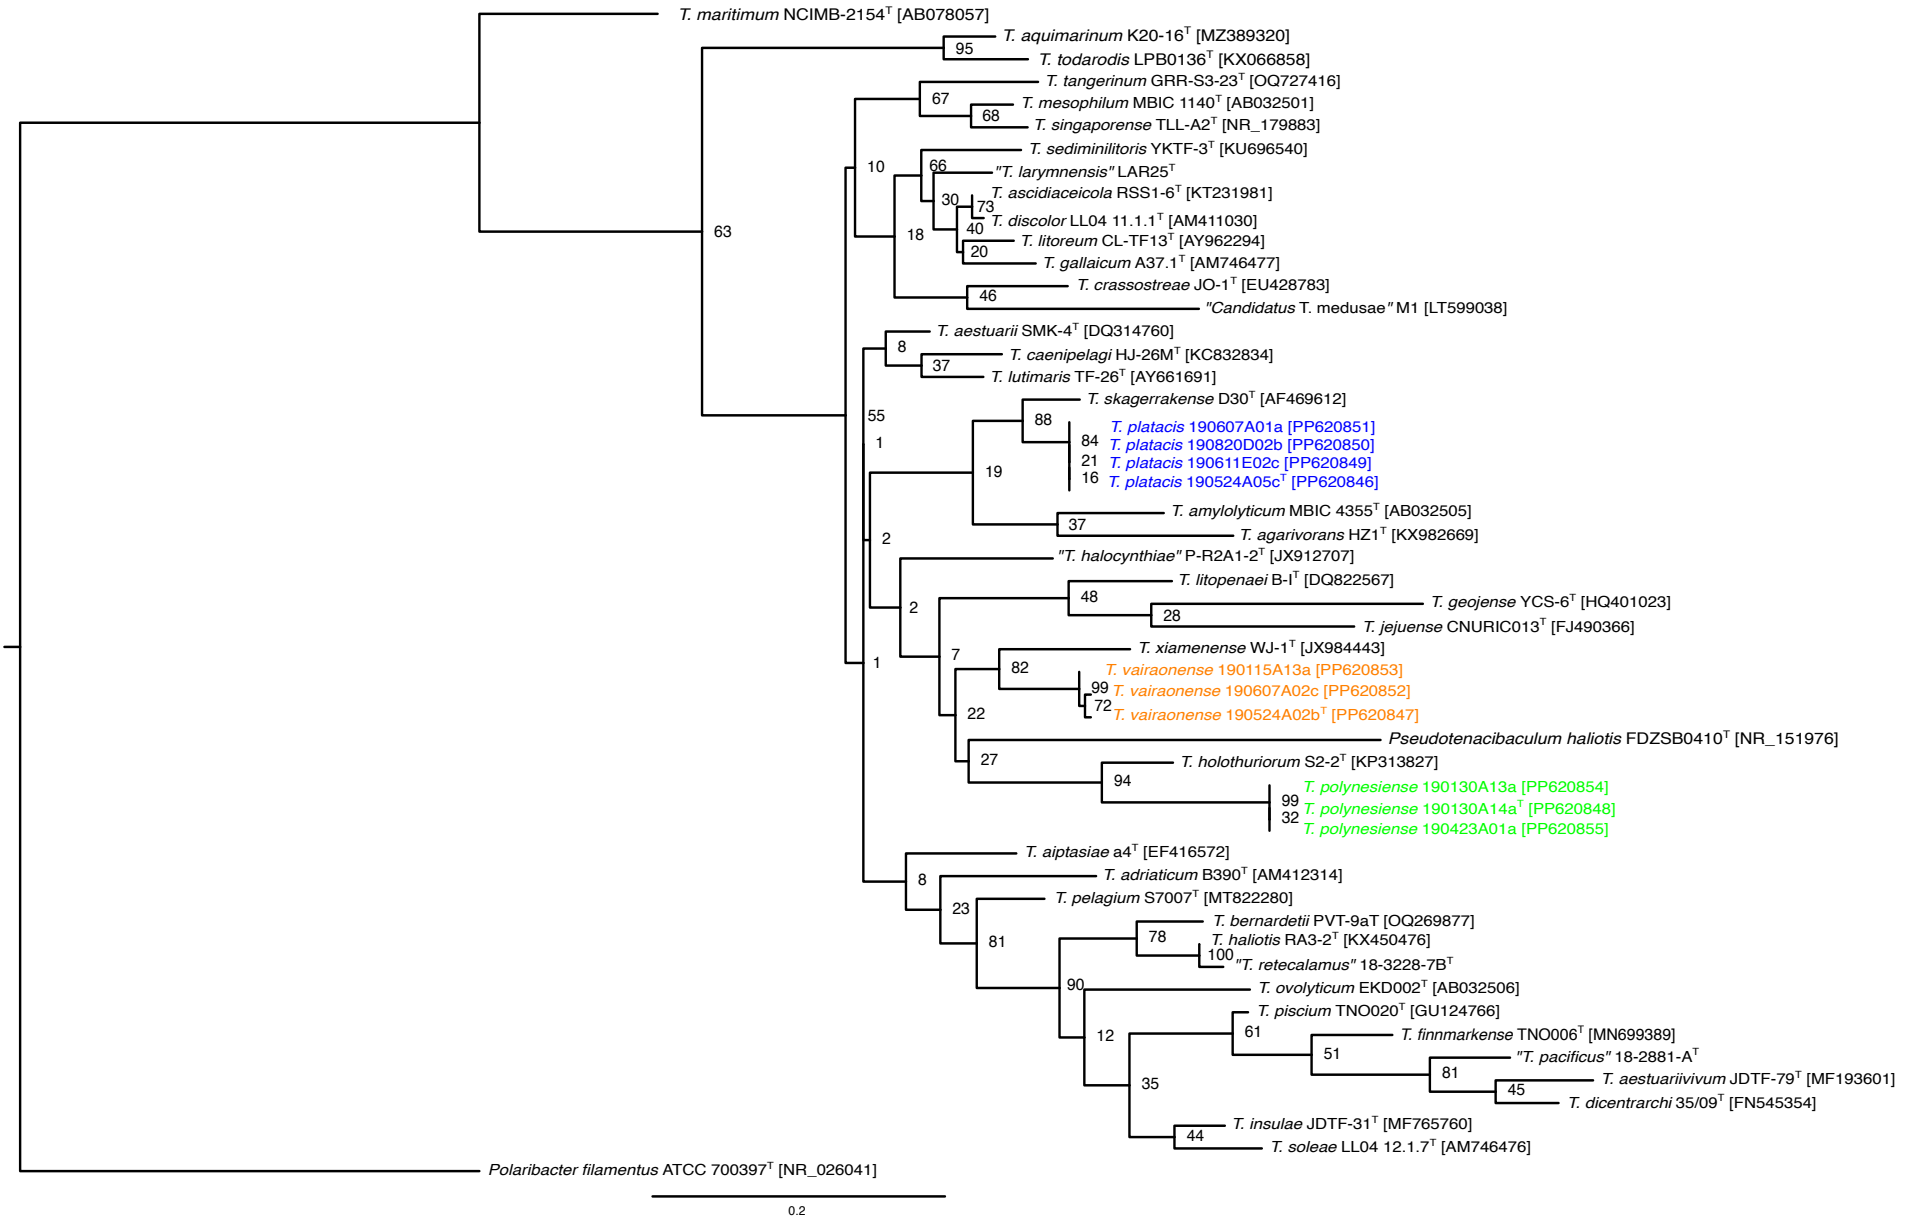 T. maritimum NCIMB-2154ᵀ [AB078057]
T. aquimarinum K20-16ᵀ [MZ389320]
95
T. todarodis LPB0136ᵀ [KX066858]
T. tangerinum GRR-S3-23ᵀ [OQ727416]
67
T. mesophilum MBIC 1140ᵀ [AB032501]
68
T. singaporense TLL-A2ᵀ [NR_179883]
T. sediminilitoris YKTF-3ᵀ [KU696540]
10
66
"T. larymnensis" LAR25ᵀ
T. ascidiaceicola RSS1-6ᵀ [KT231981]
30
73
T. discolor LL04 11.1.1ᵀ [AM411030]
63
18
40
T. litoreum CL-TF13ᵀ [AY962294]
20
T. gallaicum A37.1ᵀ [AM746477]
T. crassostreae JO-1ᵀ [EU428783]
46
"Candidatus T. medusae" M1 [LT599038]
T. aestuarii SMK-4ᵀ [DQ314760]
8
T. caenipelagi HJ-26Mᵀ [KC832834]
37
T. lutimaris TF-26ᵀ [AY661691]
T. skagerrakense D30ᵀ [AF469612]
55
88
T. platacis 190607A01a [PP620851]
1
84
T. platacis 190820D02b [PP620850]
21
T. platacis 190611E02c [PP620849]
19
16
T. platacis 190524A05cᵀ [PP620846]
T. amylolyticum MBIC 4355ᵀ [AB032505]
37
T. agarivorans HZ1ᵀ [KX982669]
2
"T. halocynthiae" P-R2A1-2ᵀ [JX912707]
T. litopenaei B-Iᵀ [DQ822567]
48
2
T. geojense YCS-6ᵀ [HQ401023]
28
T. jejuense CNURIC013ᵀ [FJ490366]
T. xiamenense WJ-1ᵀ [JX984443]
1
7
82
T. vairaonense 190115A13a [PP620853]
99
T. vairaonense 190607A02c [PP620852]
72
T. vairaonense 190524A02bᵀ [PP620847]
22
Pseudotenacibaculum haliotis FDZSB0410ᵀ [NR_151976]
27
T. holothuriorum S2-2ᵀ [KP313827]
94
T. polynesiense 190130A13a [PP620854]
99
T. polynesiense 190130A14aᵀ [PP620848]
32
T. polynesiense 190423A01a [PP620855]
T. aiptasiae a4ᵀ [EF416572]
8
T. adriaticum B390ᵀ [AM412314]
23
T. pelagium S7007ᵀ [MT822280]
81
T. bernardetii PVT-9aT [OQ269877]
78
T. haliotis RA3-2ᵀ [KX450476]
100
"T. retecalamus" 18-3228-7Bᵀ
90
T. ovolyticum EKD002ᵀ [AB032506]
T. piscium TNO020ᵀ [GU124766]
12
61
T. finnmarkense TNO006ᵀ [MN699389]
51
"T. pacificus" 18-2881-Aᵀ
81
T. aestuariivivum JDTF-79ᵀ [MF193601]
35
45
T. dicentrarchi 35/09ᵀ [FN545354]
T. insulae JDTF-31ᵀ [MF765760]
44
T. soleae LL04 12.1.7ᵀ [AM746476]
Polaribacter filamentus ATCC 700397ᵀ [NR_026041]
0.2